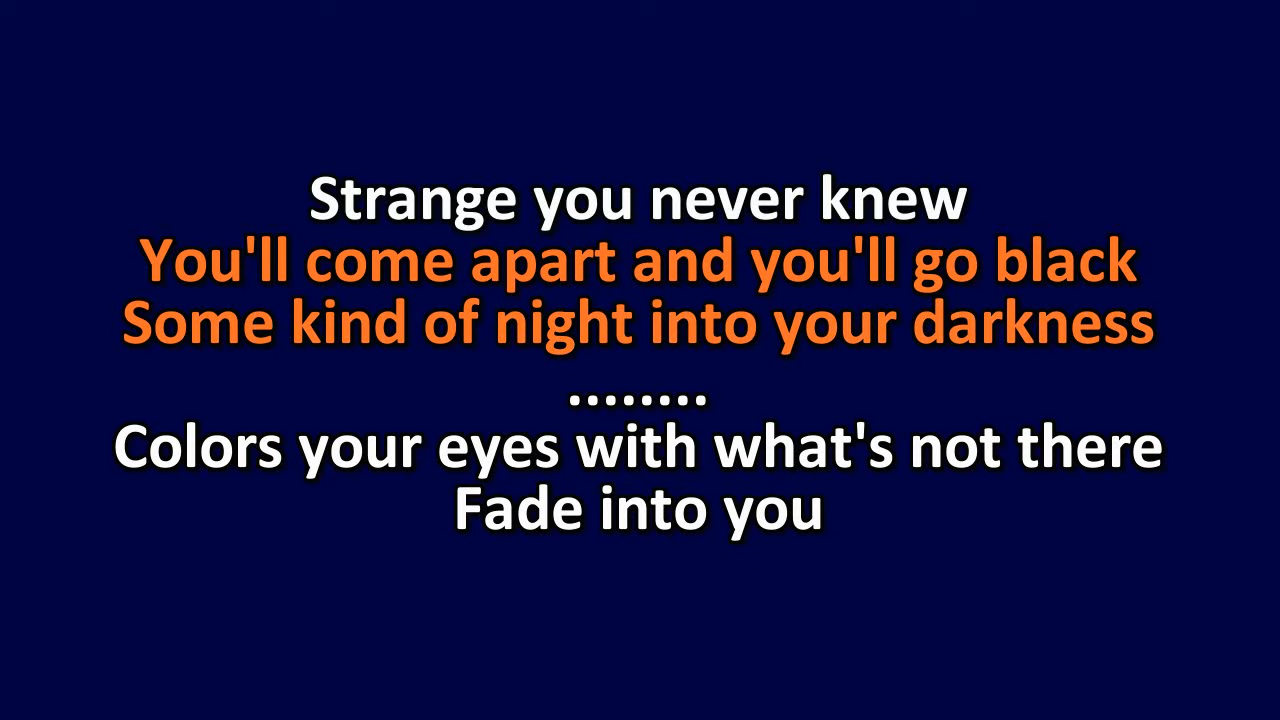 Strange you never knew
You'll come apart and you'll go black
Some kind of night into your darkness
........
Colors your eyes with what's not there
Fade into you